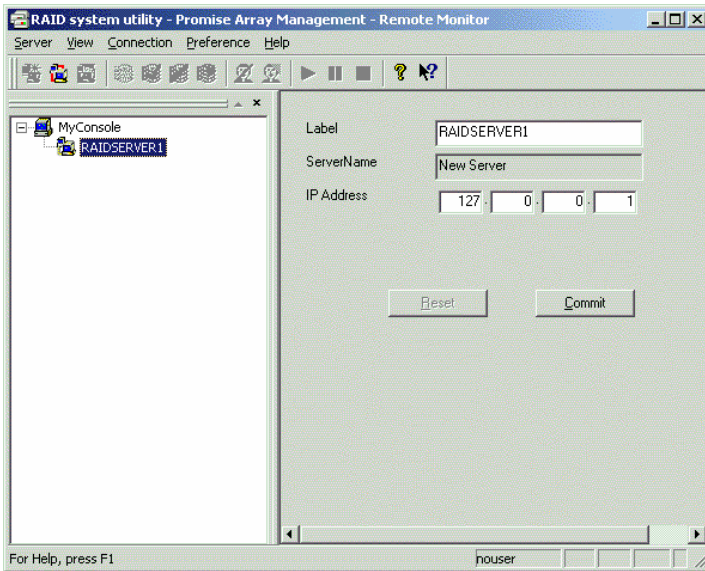 RAID system utility - Promise Array Management - Remote Monitor
Server View Connection Preference Help
MyConsole
RAIDSERVER1
Label RAIDSERVER1
ServerName New Server
IP Address 127 . 0 . 0 . 1
Reset Commit
For Help, press F1 nouser